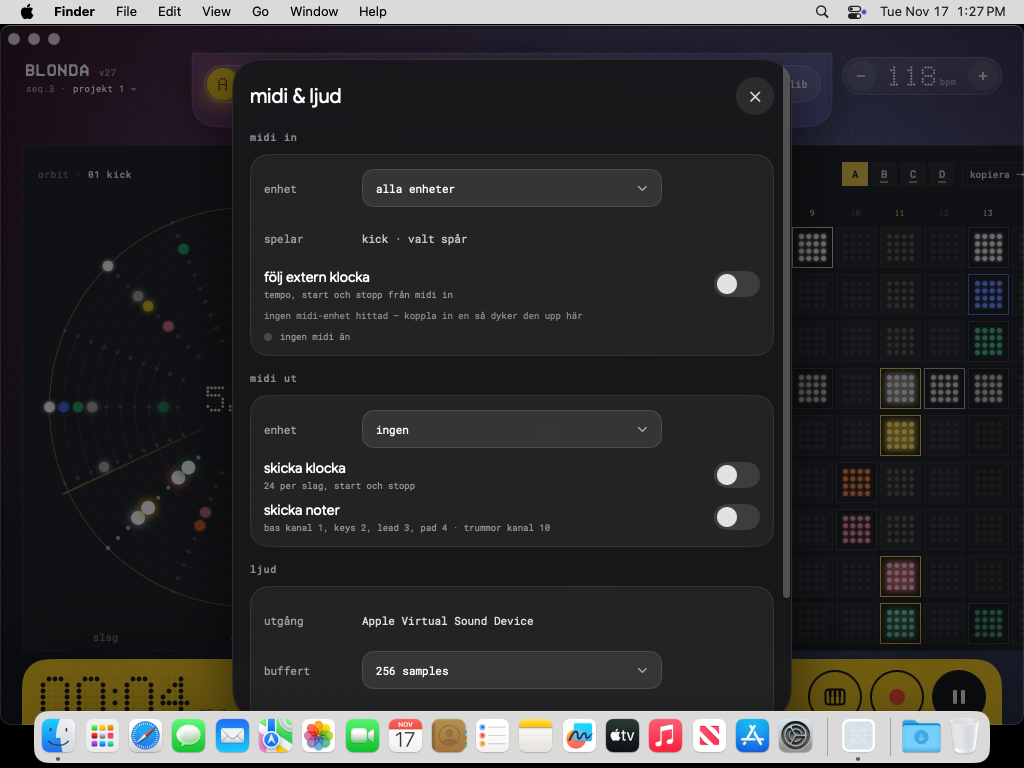 Finder File Edit View Go Window Help Tue Nov 17 1:27 PM
BLONDA v27
seq.3 · projekt 1
A
lib
− 118 bpm +
midi & ljud
midi in
orbit · 01 kick
A B C D kopiera →
enhet alla enheter
9 10 11 12 13
spelar kick · valt spår
följ extern klocka
tempo, start och stopp från midi in
ingen midi-enhet hittad – koppla in en så dyker den upp här
ingen midi än
midi ut
5.
enhet ingen
skicka klocka
24 per slag, start och stopp
skicka noter
bas kanal 1, keys 2, lead 3, pad 4 · trummor kanal 10
ljud
utgång Apple Virtual Sound Device
slag
buffert 256 samples
00:04
NOV
17
tv